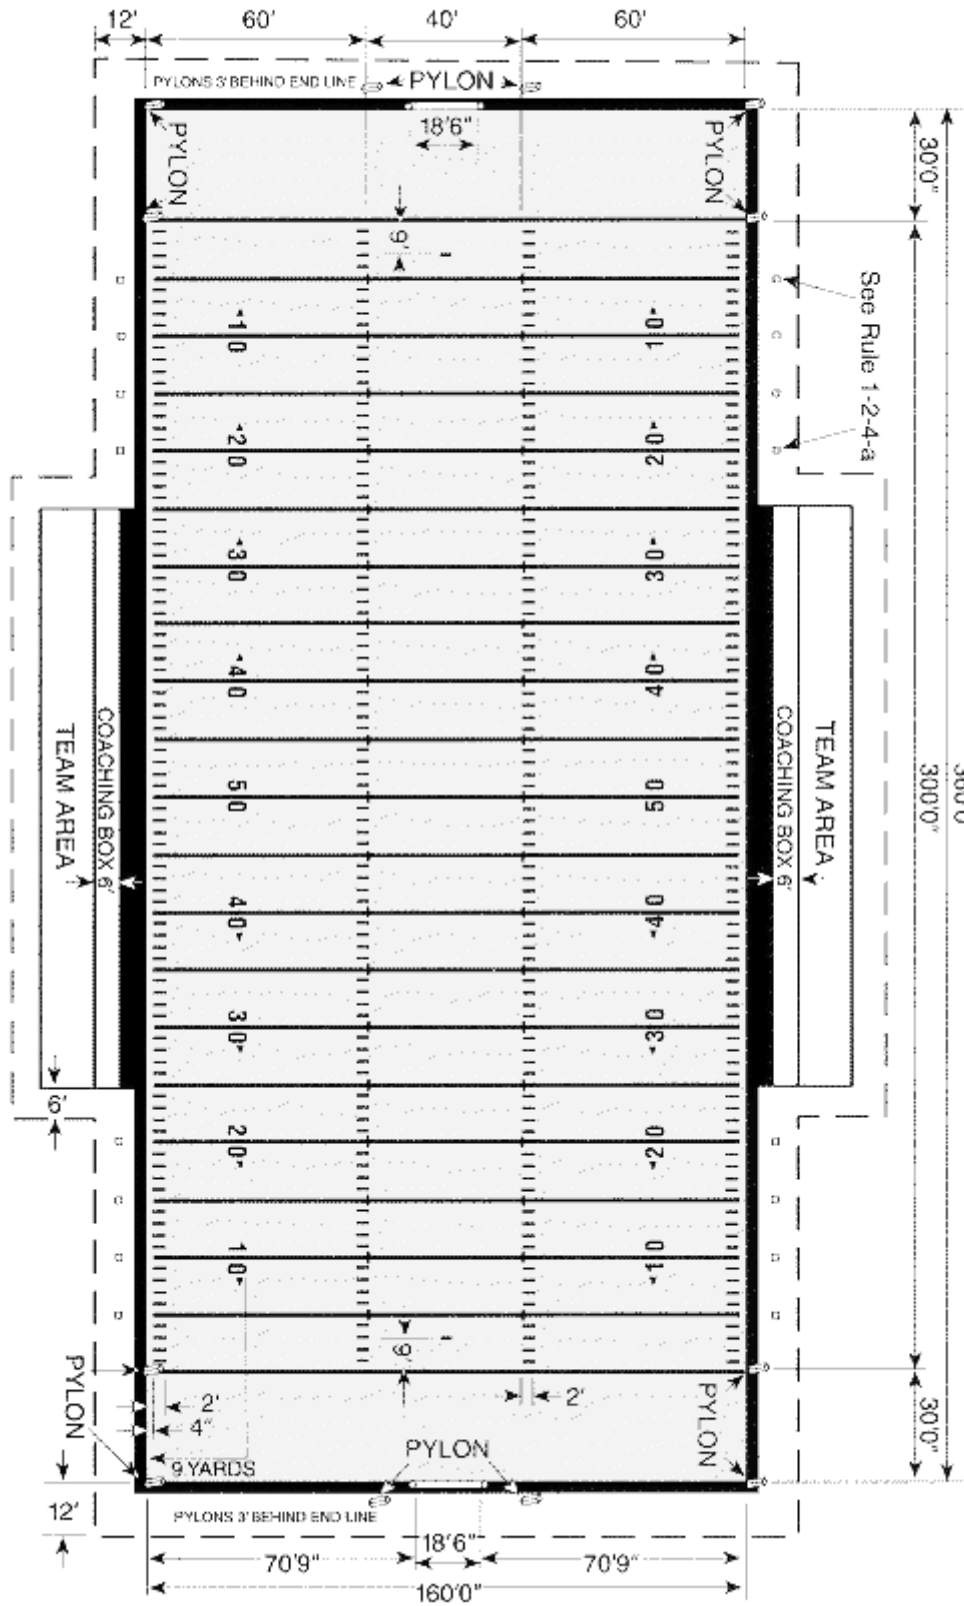 12' 60' 40' 60'
PYLONS 3' BEHIND END LINE PYLON
18'6"
PYLON PYLON
30'0"
9'
See Rule 1-2-4-a
10 10
20 20
30 30
40 40
TEAM AREA COACHING BOX 6' 50 50 COACHING BOX 6' TEAM AREA 300'0" 360'0"
40 40
30 30
6'
20 20
10 10
PYLON
2' 2'
4"
PYLON
30'0"
9 YARDS PYLON
12' PYLONS 3' BEHIND END LINE
18'6"
70'9" 70'9"
160'0"